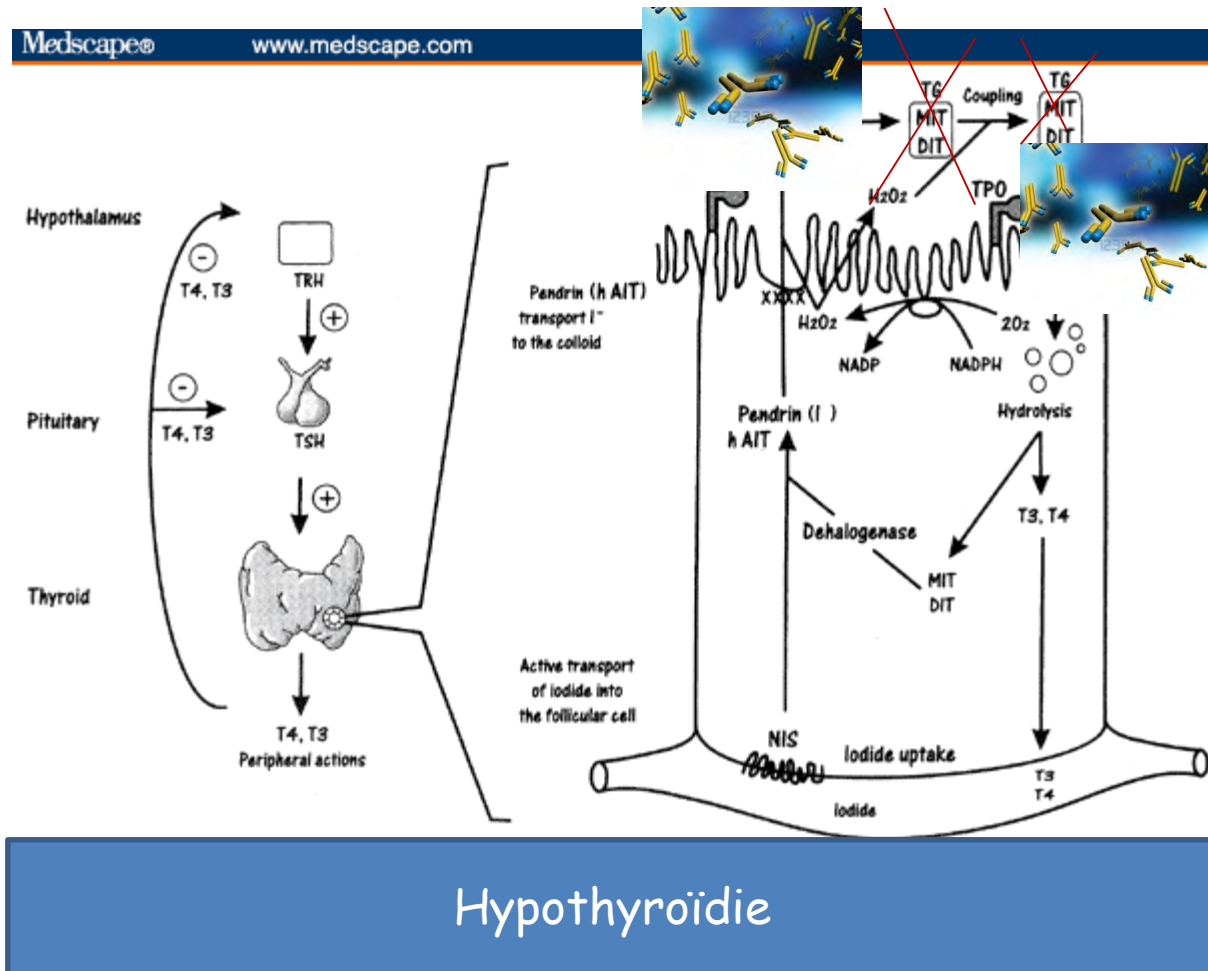 Medscape® www.medscape.com
Hypothalamus
TRH
+
−
T4, T3
Pituitary
−
T4, T3
TSH
+
Thyroid
T4, T3
Peripheral actions
Pendrin (h AIT)
transport I⁻
to the colloid
Active transport
of iodide into
the follicular cell
TG
MIT
DIT
Coupling
TG
MIT
DIT
H2O2
TPO
XXXX
H2O2
NADP
NADPH
2O2
Hydrolysis
Pendrin (I⁻)
h AIT
T3, T4
Dehalogenase
MIT
DIT
NIS
Iodide uptake
T3
T4
Iodide
Hypothyroïdie